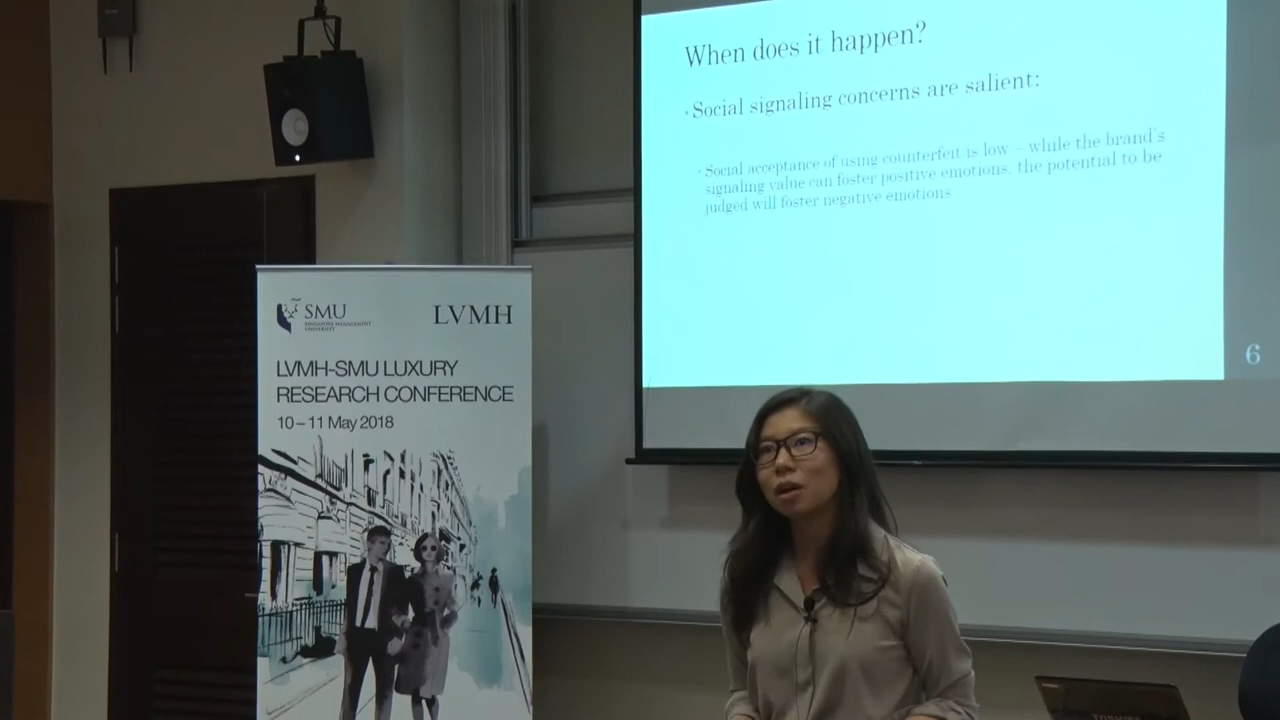 When does it happen?
• Social signaling concerns are salient:
• Social acceptance of using counterfeit is low – while the brand's
signaling value can foster positive emotions, the potential to be
judged will foster negative emotions
6
SMU
SINGAPORE MANAGEMENT
UNIVERSITY
LVMH
LVMH-SMU LUXURY
RESEARCH CONFERENCE
10 – 11 May 2018
TOSHIBA